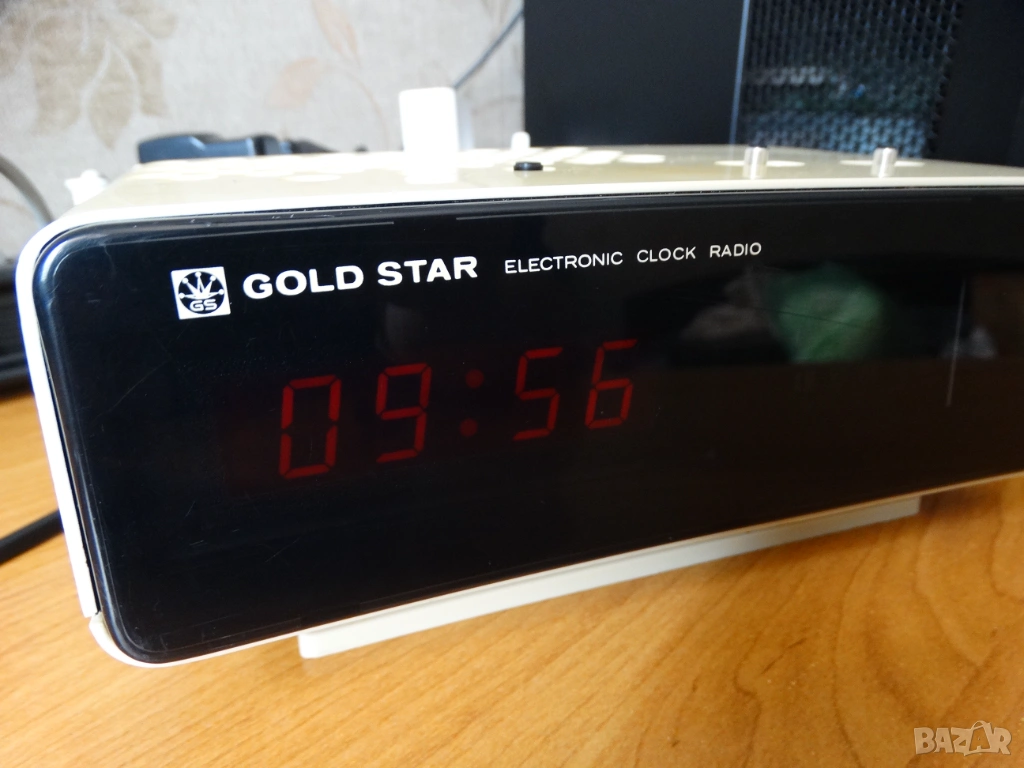 GS GOLD STAR ELECTRONIC CLOCK RADIO
09:56
BAZAR